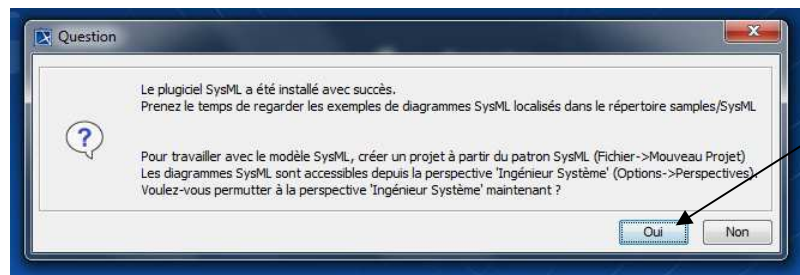 Question
Le plugiciel SysML a été installé avec succès.
Prenez le temps de regarder les exemples de diagrammes SysML localisés dans le répertoire samples/SysML
Pour travailler avec le modèle SysML, créer un projet à partir du patron SysML (Fichier->Mouveau Projet)
Les diagrammes SysML sont accessibles depuis la perspective 'Ingénieur Système' (Options->Perspectives).
Voulez-vous permutter à la perspective 'Ingénieur Système' maintenant ?
Oui Non